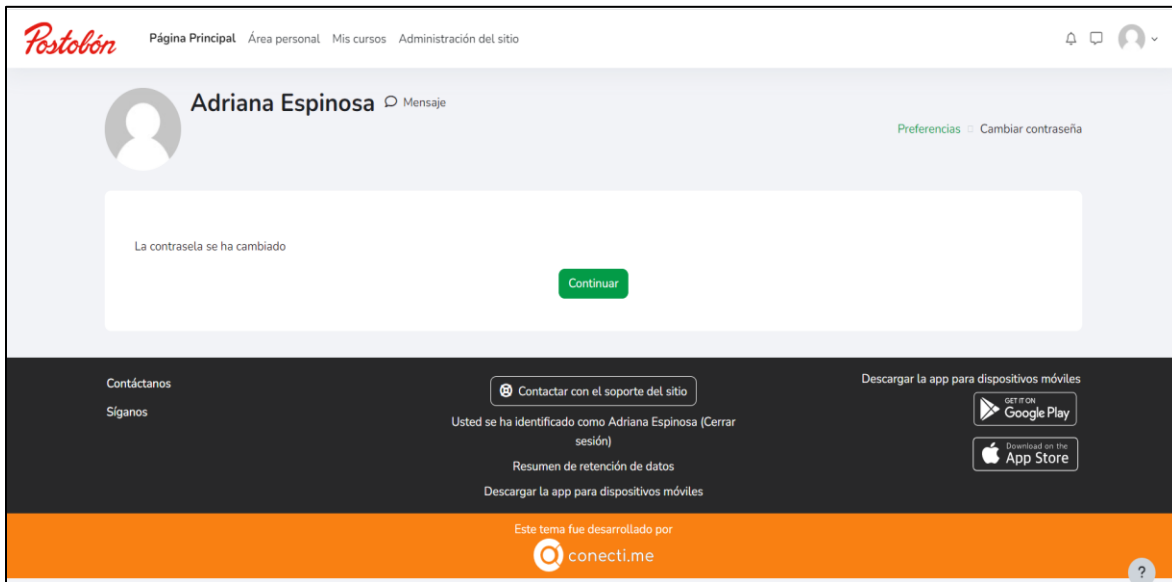 Postobón
Página Principal Área personal Mis cursos Administración del sitio
Adriana Espinosa Mensaje
Preferencias Cambiar contraseña
La contrasela se ha cambiado
Continuar
Contáctanos
Síganos
Contactar con el soporte del sitio
Usted se ha identificado como Adriana Espinosa (Cerrar
sesión)
Resumen de retención de datos
Descargar la app para dispositivos móviles
Descargar la app para dispositivos móviles
GET IT ON
Google Play
Download on the
App Store
Este tema fue desarrollado por
conecti.me
?